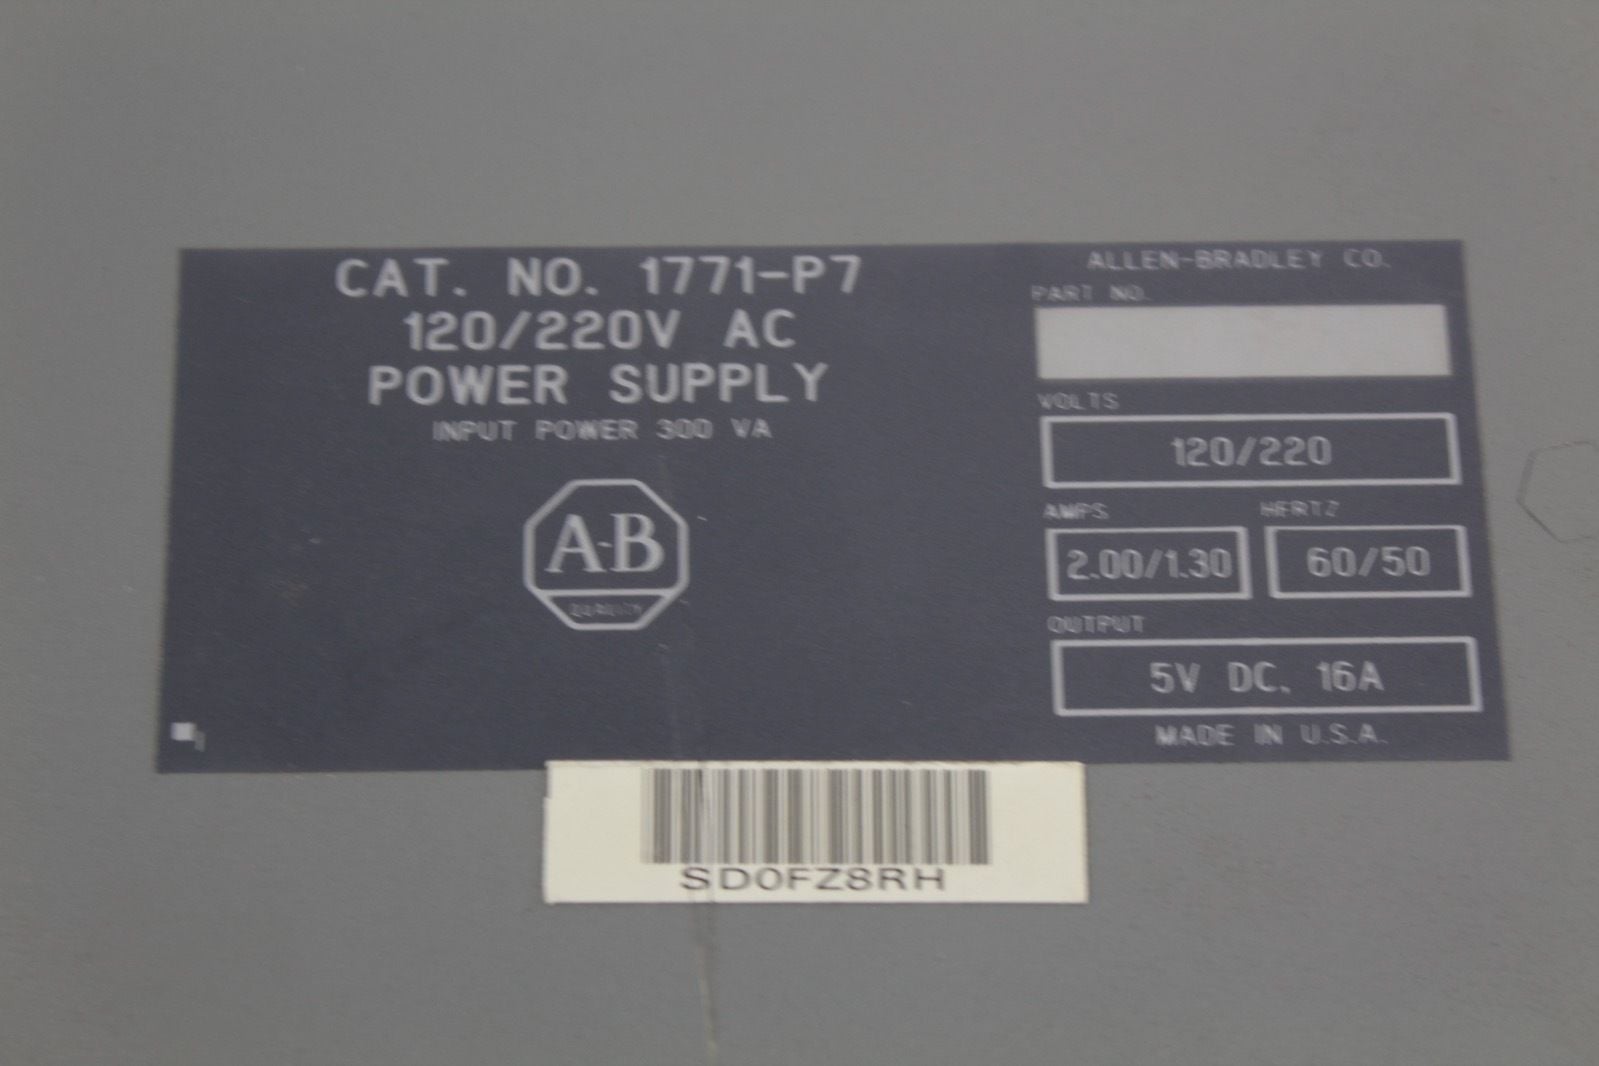 CAT. NO. 1771-P7
120/220V AC
POWER SUPPLY
INPUT POWER 300 VA
A-B
QUALITY
ALLEN-BRADLEY CO.
PART NO.
VOLTS
120/220
AMPS
HERTZ
2.00/1.30
60/50
OUTPUT
5V DC, 16A
MADE IN U.S.A.
SD0FZ8RH